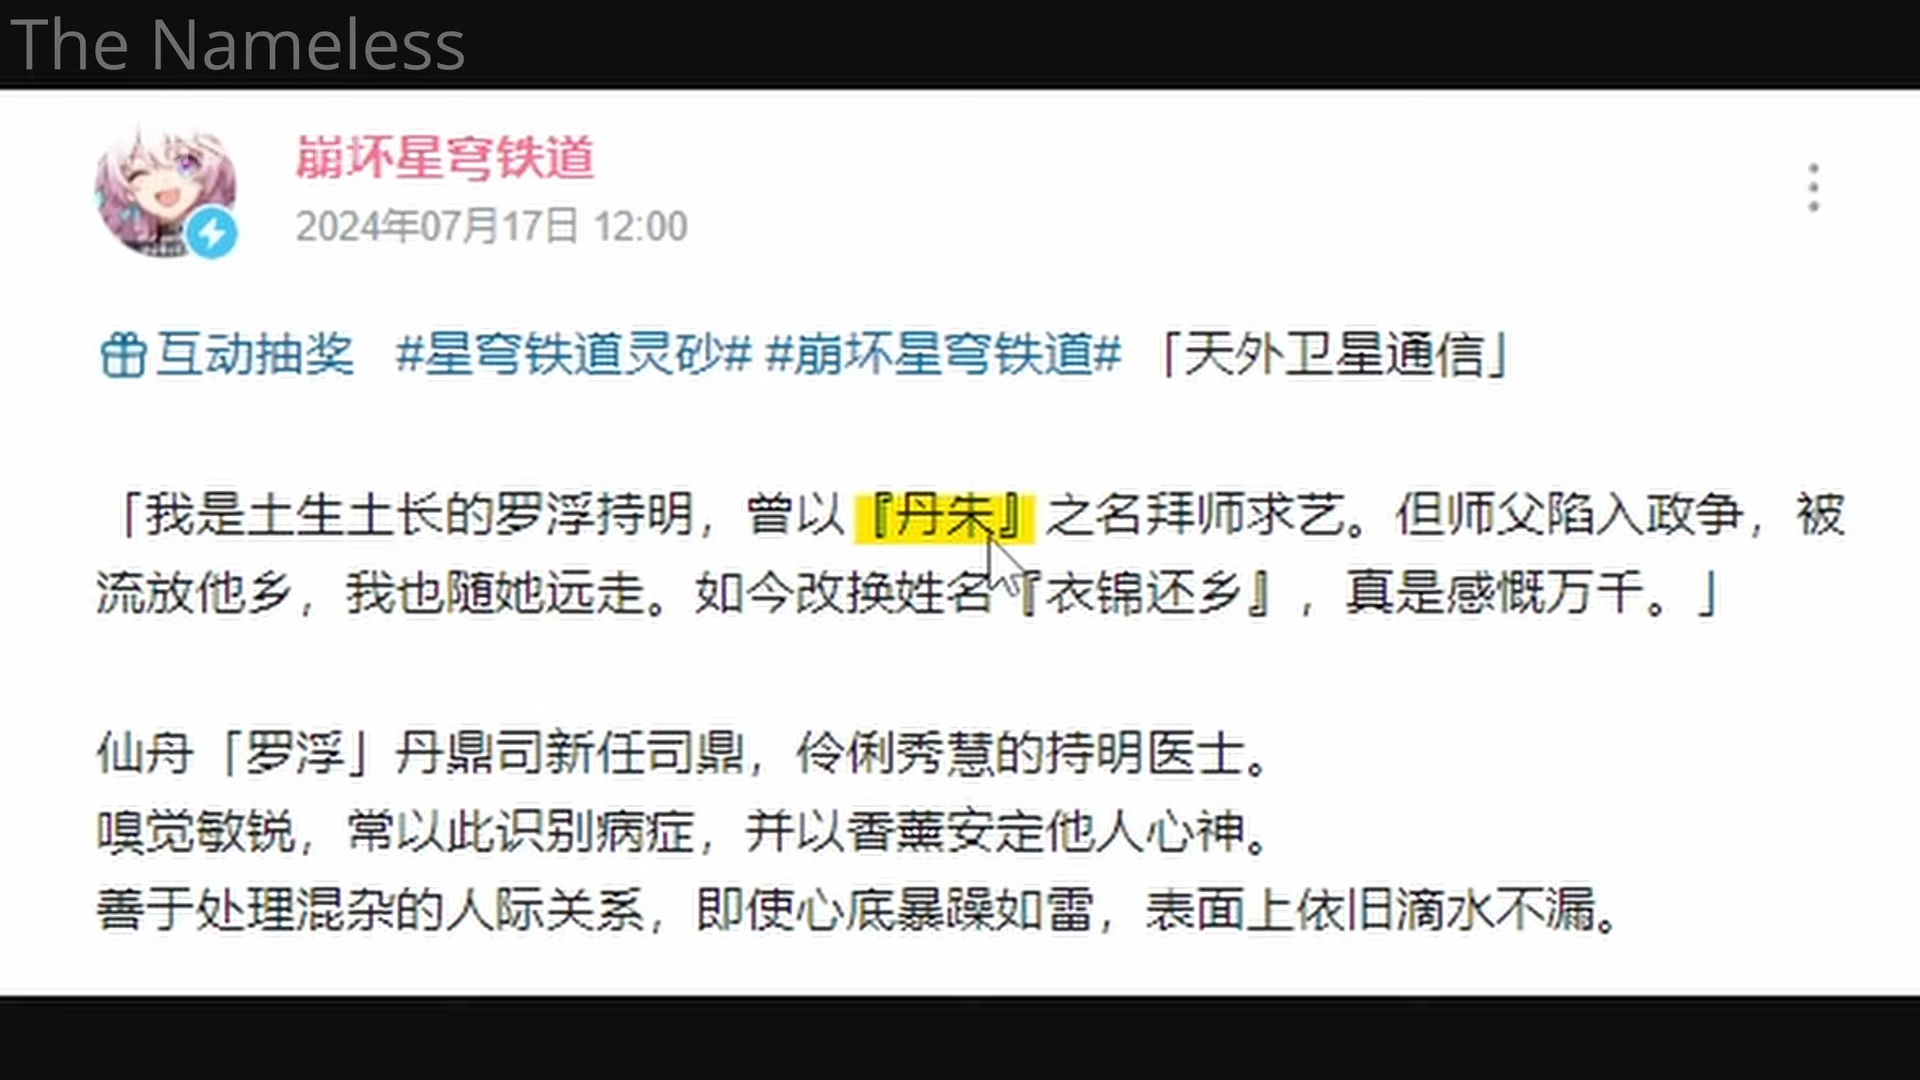 The Nameless
崩坏星穹铁道
2024年07月17日 12:00
互动抽奖 #星穹铁道灵砂# #崩坏星穹铁道# 「天外卫星通信」
「我是土生土长的罗浮持明，曾以『丹朱』之名拜师求艺。但师父陷入政争，被
流放他乡，我也随她远走。如今改换姓名『衣锦还乡』，真是感慨万千。」
仙舟「罗浮」丹鼎司新任司鼎，伶俐秀慧的持明医士。
嗅觉敏锐，常以此识别病症，并以香薰安定他人心神。
善于处理混杂的人际关系，即使心底暴躁如雷，表面上依旧滴水不漏。